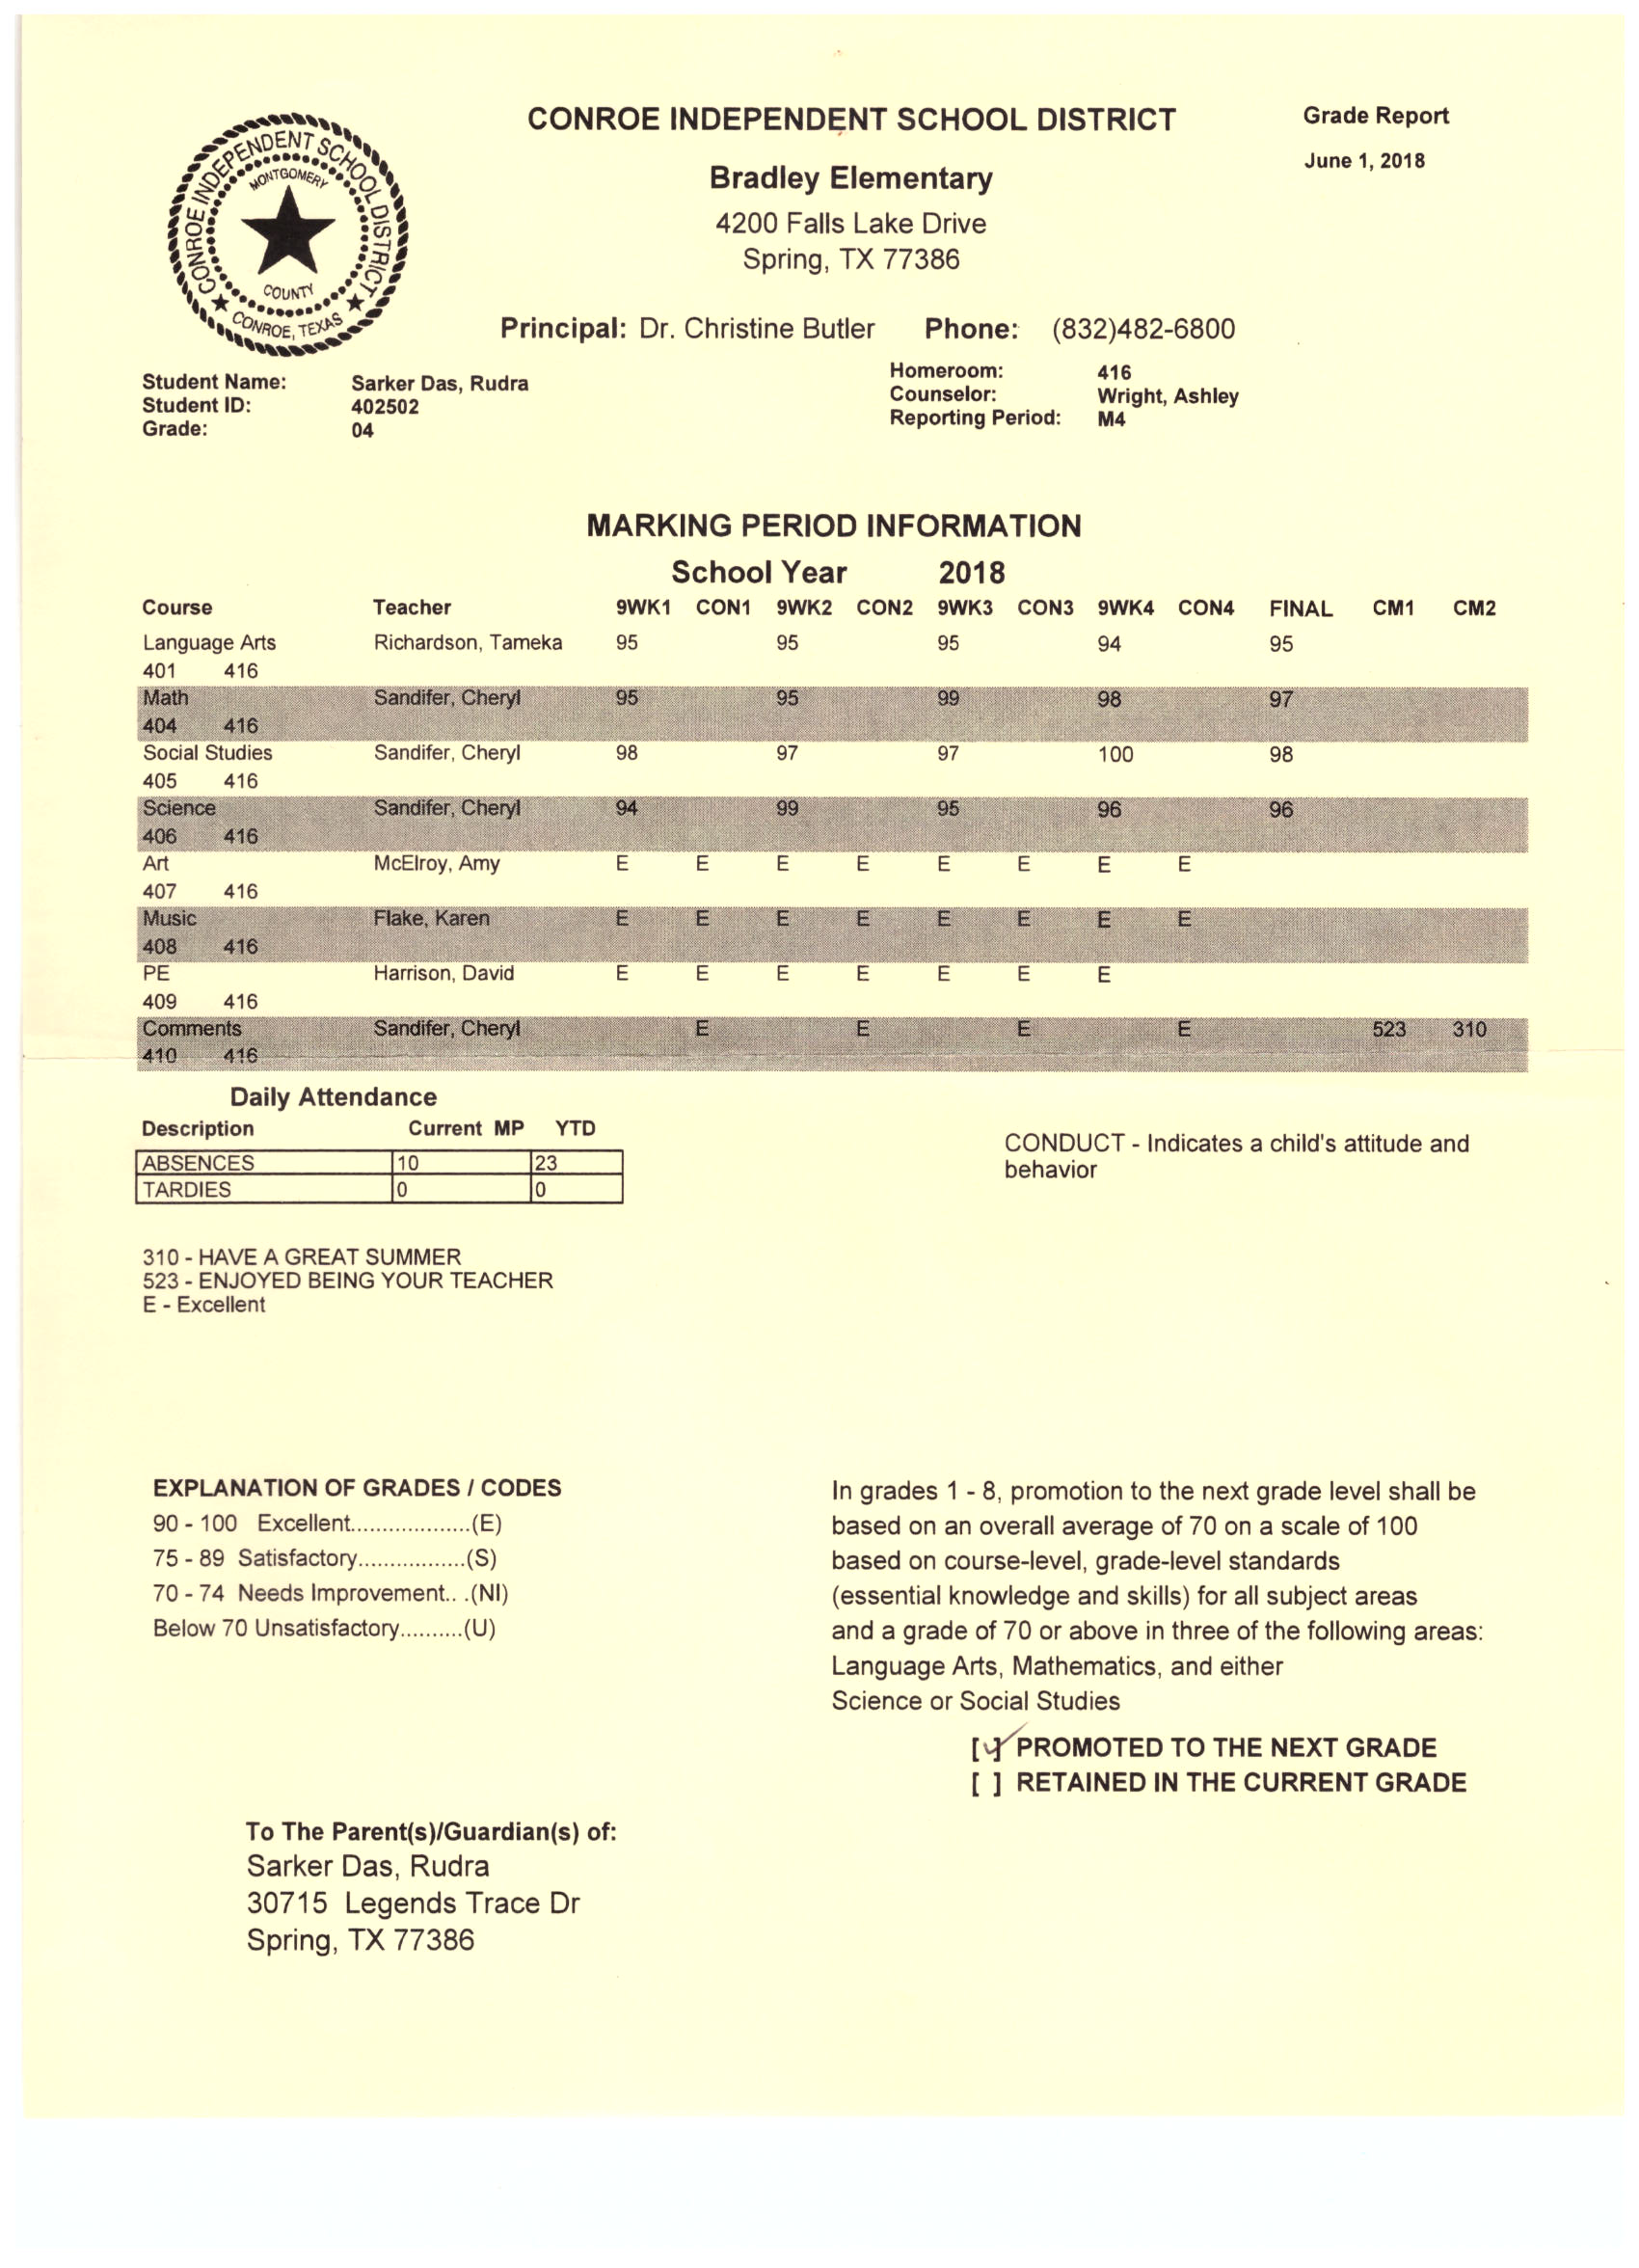 CONROE INDEPENDENT SCHOOL DISTRICT
Grade Report
Bradley Elementary
June 1, 2018
4200 Falls Lake Drive
Spring, TX 77386
CONROE INDEPENDENT SCHOOL DISTRICT
MONTGOMERY
COUNTY
CONROE, TEXAS
Principal: Dr. Christine Butler Phone: (832)482-6800
Student Name: Sarker Das, Rudra
Student ID: 402502
Grade: 04
Homeroom: 416
Counselor: Wright, Ashley
Reporting Period: M4
MARKING PERIOD INFORMATION
School Year 2018
Course Teacher 9WK1 CON1 9WK2 CON2 9WK3 CON3 9WK4 CON4 FINAL CM1 CM2
Language Arts Richardson, Tameka 95 95 95 94 95
401 416
Math Sandifer, Cheryl 95 95 99 98 97
404 416
Social Studies Sandifer, Cheryl 98 97 97 100 98
405 416
Science Sandifer, Cheryl 94 99 95 96 96
406 416
Art McElroy, Amy E E E E E E E E
407 416
Music Flake, Karen E E E E E E E E
408 416
PE Harrison, David E E E E E E E
409 416
Comments Sandifer, Cheryl E E E E 523 310
410 416
Daily Attendance
Description Current MP YTD
ABSENCES 10 23
TARDIES 0 0
CONDUCT - Indicates a child's attitude and
behavior
310 - HAVE A GREAT SUMMER
523 - ENJOYED BEING YOUR TEACHER
E - Excellent
EXPLANATION OF GRADES / CODES
90 - 100 Excellent...................(E)
75 - 89 Satisfactory.................(S)
70 - 74 Needs Improvement.. .(NI)
Below 70 Unsatisfactory..........(U)
In grades 1 - 8, promotion to the next grade level shall be
based on an overall average of 70 on a scale of 100
based on course-level, grade-level standards
(essential knowledge and skills) for all subject areas
and a grade of 70 or above in three of the following areas:
Language Arts, Mathematics, and either
Science or Social Studies
[✓] PROMOTED TO THE NEXT GRADE
[ ] RETAINED IN THE CURRENT GRADE
To The Parent(s)/Guardian(s) of:
Sarker Das, Rudra
30715 Legends Trace Dr
Spring, TX 77386